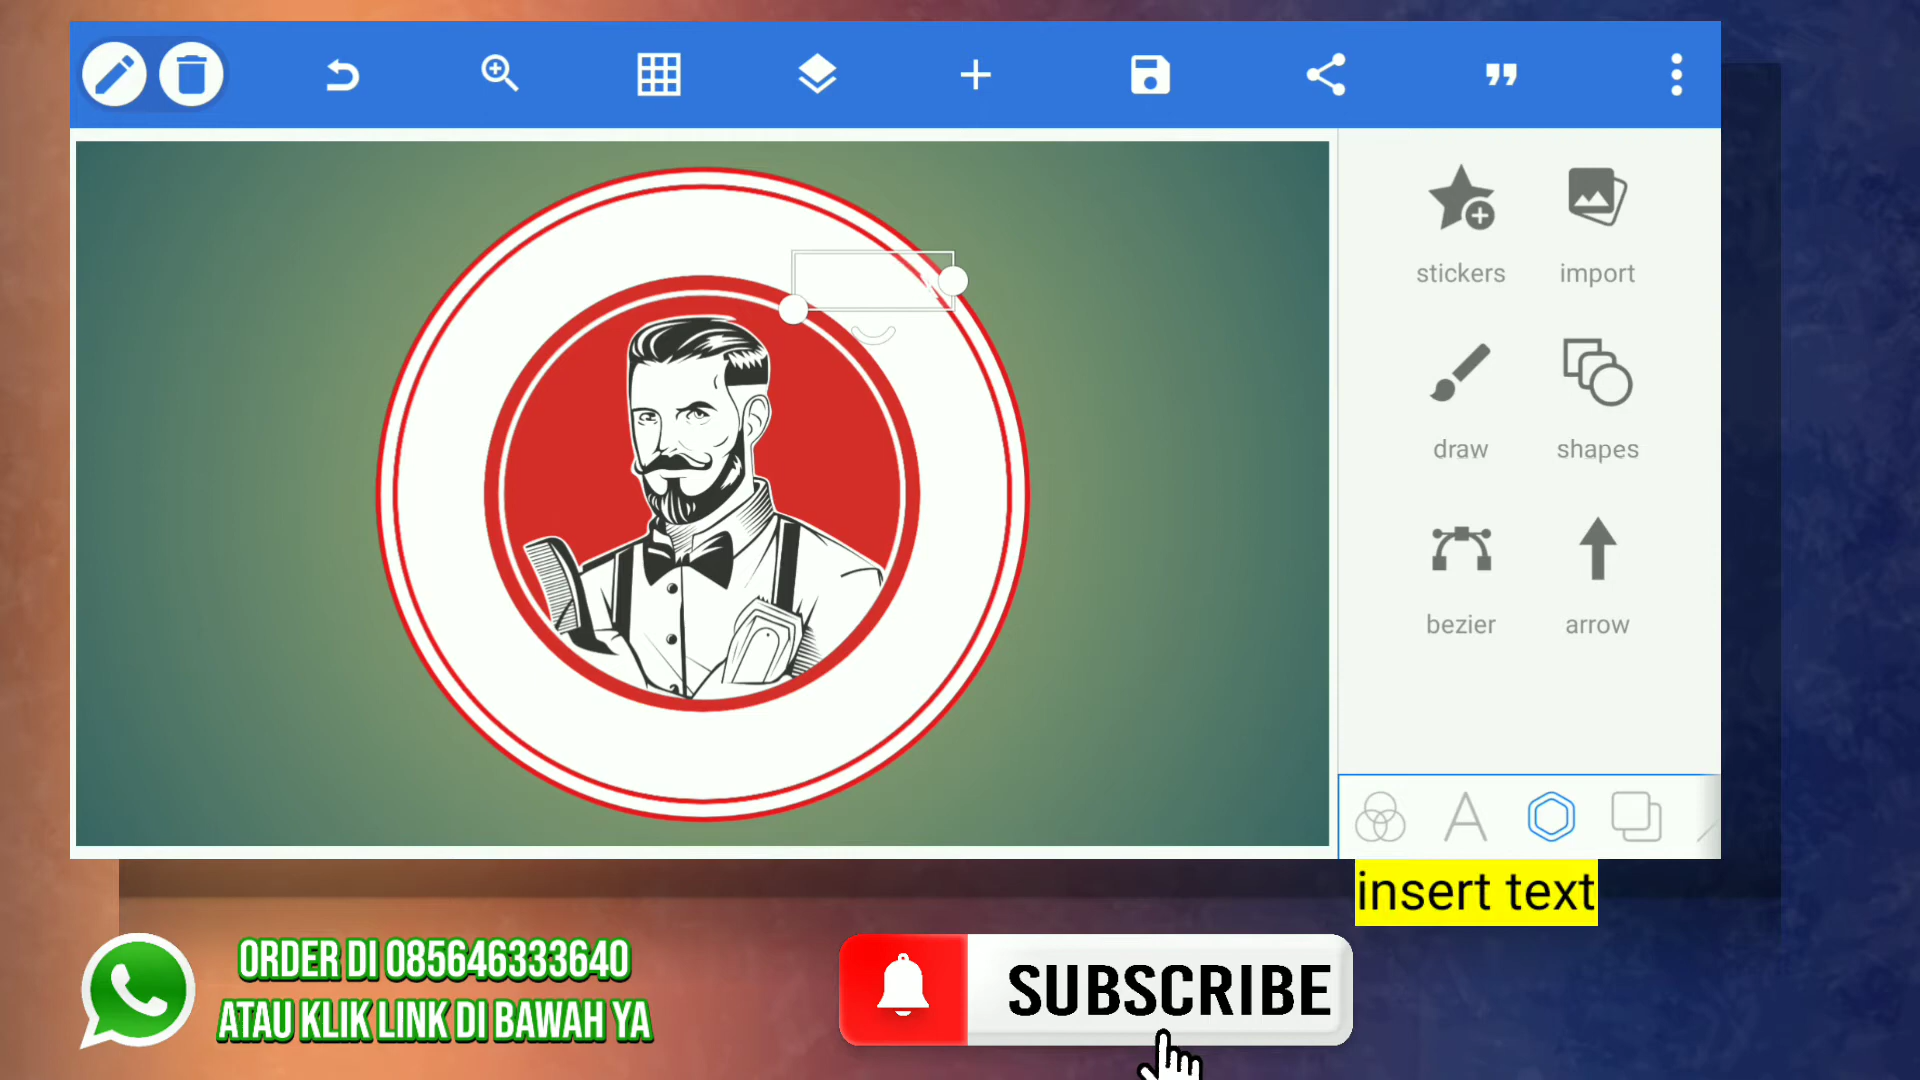 stickers
import
draw
shapes
bezier
arrow
insert text
ORDER DI 085646333640
ATAU KLIK LINK DI BAWAH YA
SUBSCRIBE